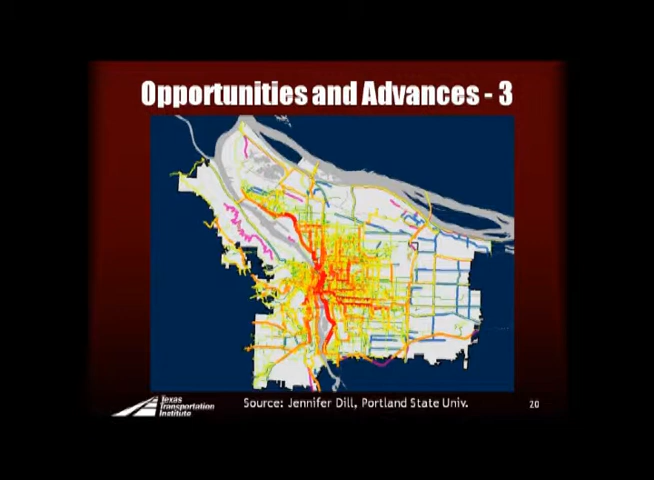 Opportunities and Advances - 3
Texas
Transportation
Institute
Source: Jennifer Dill, Portland State Univ.
20